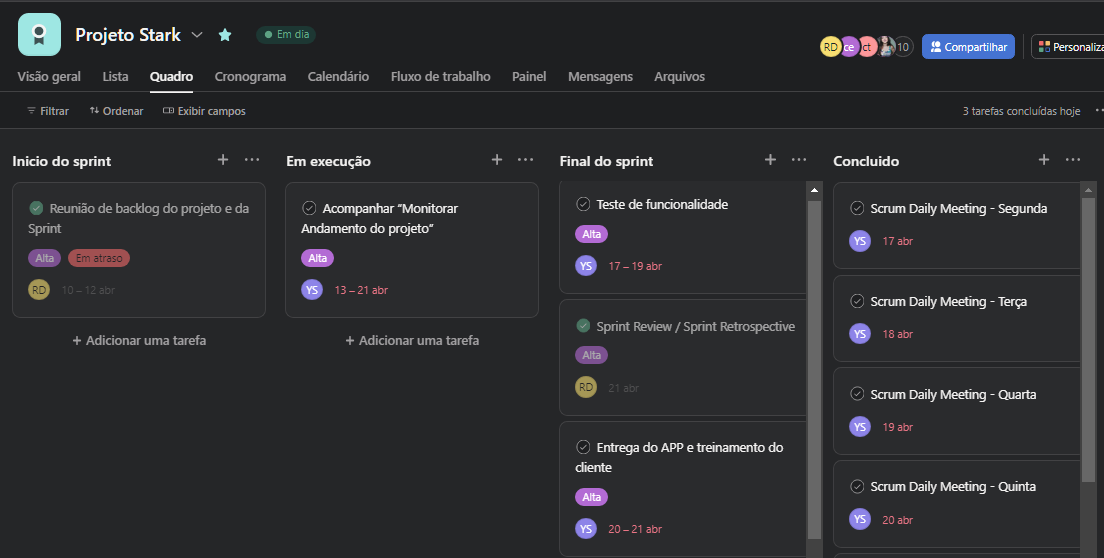 Projeto Stark
Em dia
RD ce ct 10
Compartilhar
Personaliza
Visão geral Lista Quadro Cronograma Calendário Fluxo de trabalho Painel Mensagens Arquivos
Filtrar Ordenar Exibir campos
3 tarefas concluídas hoje
Inicio do sprint
Reunião de backlog do projeto e da
Sprint
Alta Em atraso
RD 10 – 12 abr
+ Adicionar uma tarefa
Em execução
Acompanhar “Monitorar
Andamento do projeto”
Alta
YS 13 – 21 abr
+ Adicionar uma tarefa
Final do sprint
Teste de funcionalidade
Alta
YS 17 – 19 abr
Sprint Review / Sprint Retrospective
Alta
RD 21 abr
Entrega do APP e treinamento do
cliente
Alta
YS 20 – 21 abr
Concluido
Scrum Daily Meeting - Segunda
YS 17 abr
Scrum Daily Meeting - Terça
YS 18 abr
Scrum Daily Meeting - Quarta
YS 19 abr
Scrum Daily Meeting - Quinta
YS 20 abr